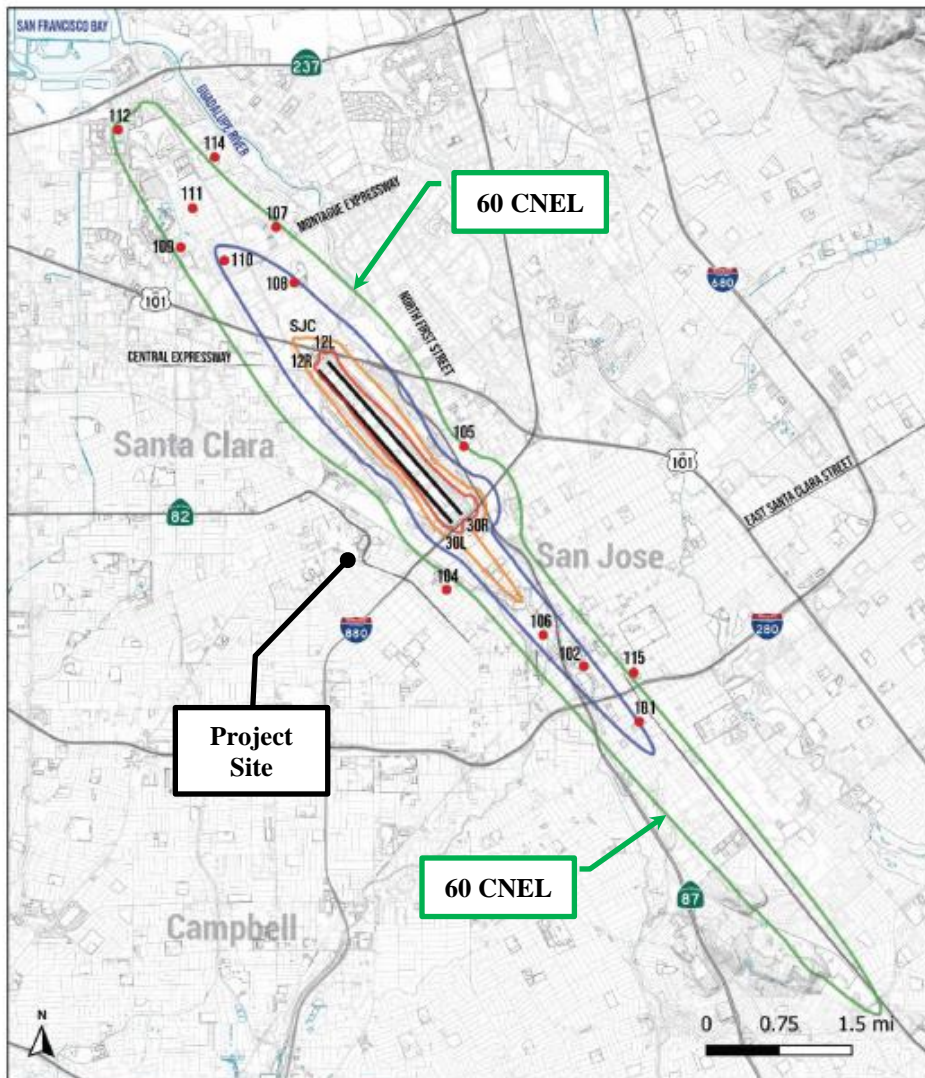 SAN FRANCISCO BAY
237
GUADALUPE RIVER
112
114
60 CNEL
111
107
MONTAGUE EXPRESSWAY
109
110
108
680
101
NORTH FIRST STREET
SJC
12L
12R
CENTRAL EXPRESSWAY
Santa Clara
105
101
EAST SANTA CLARA STREET
82
30R
30L
San Jose
104
880
106
280
102
115
101
Project
Site
60 CNEL
87
Campbell
N
0 0.75 1.5 mi